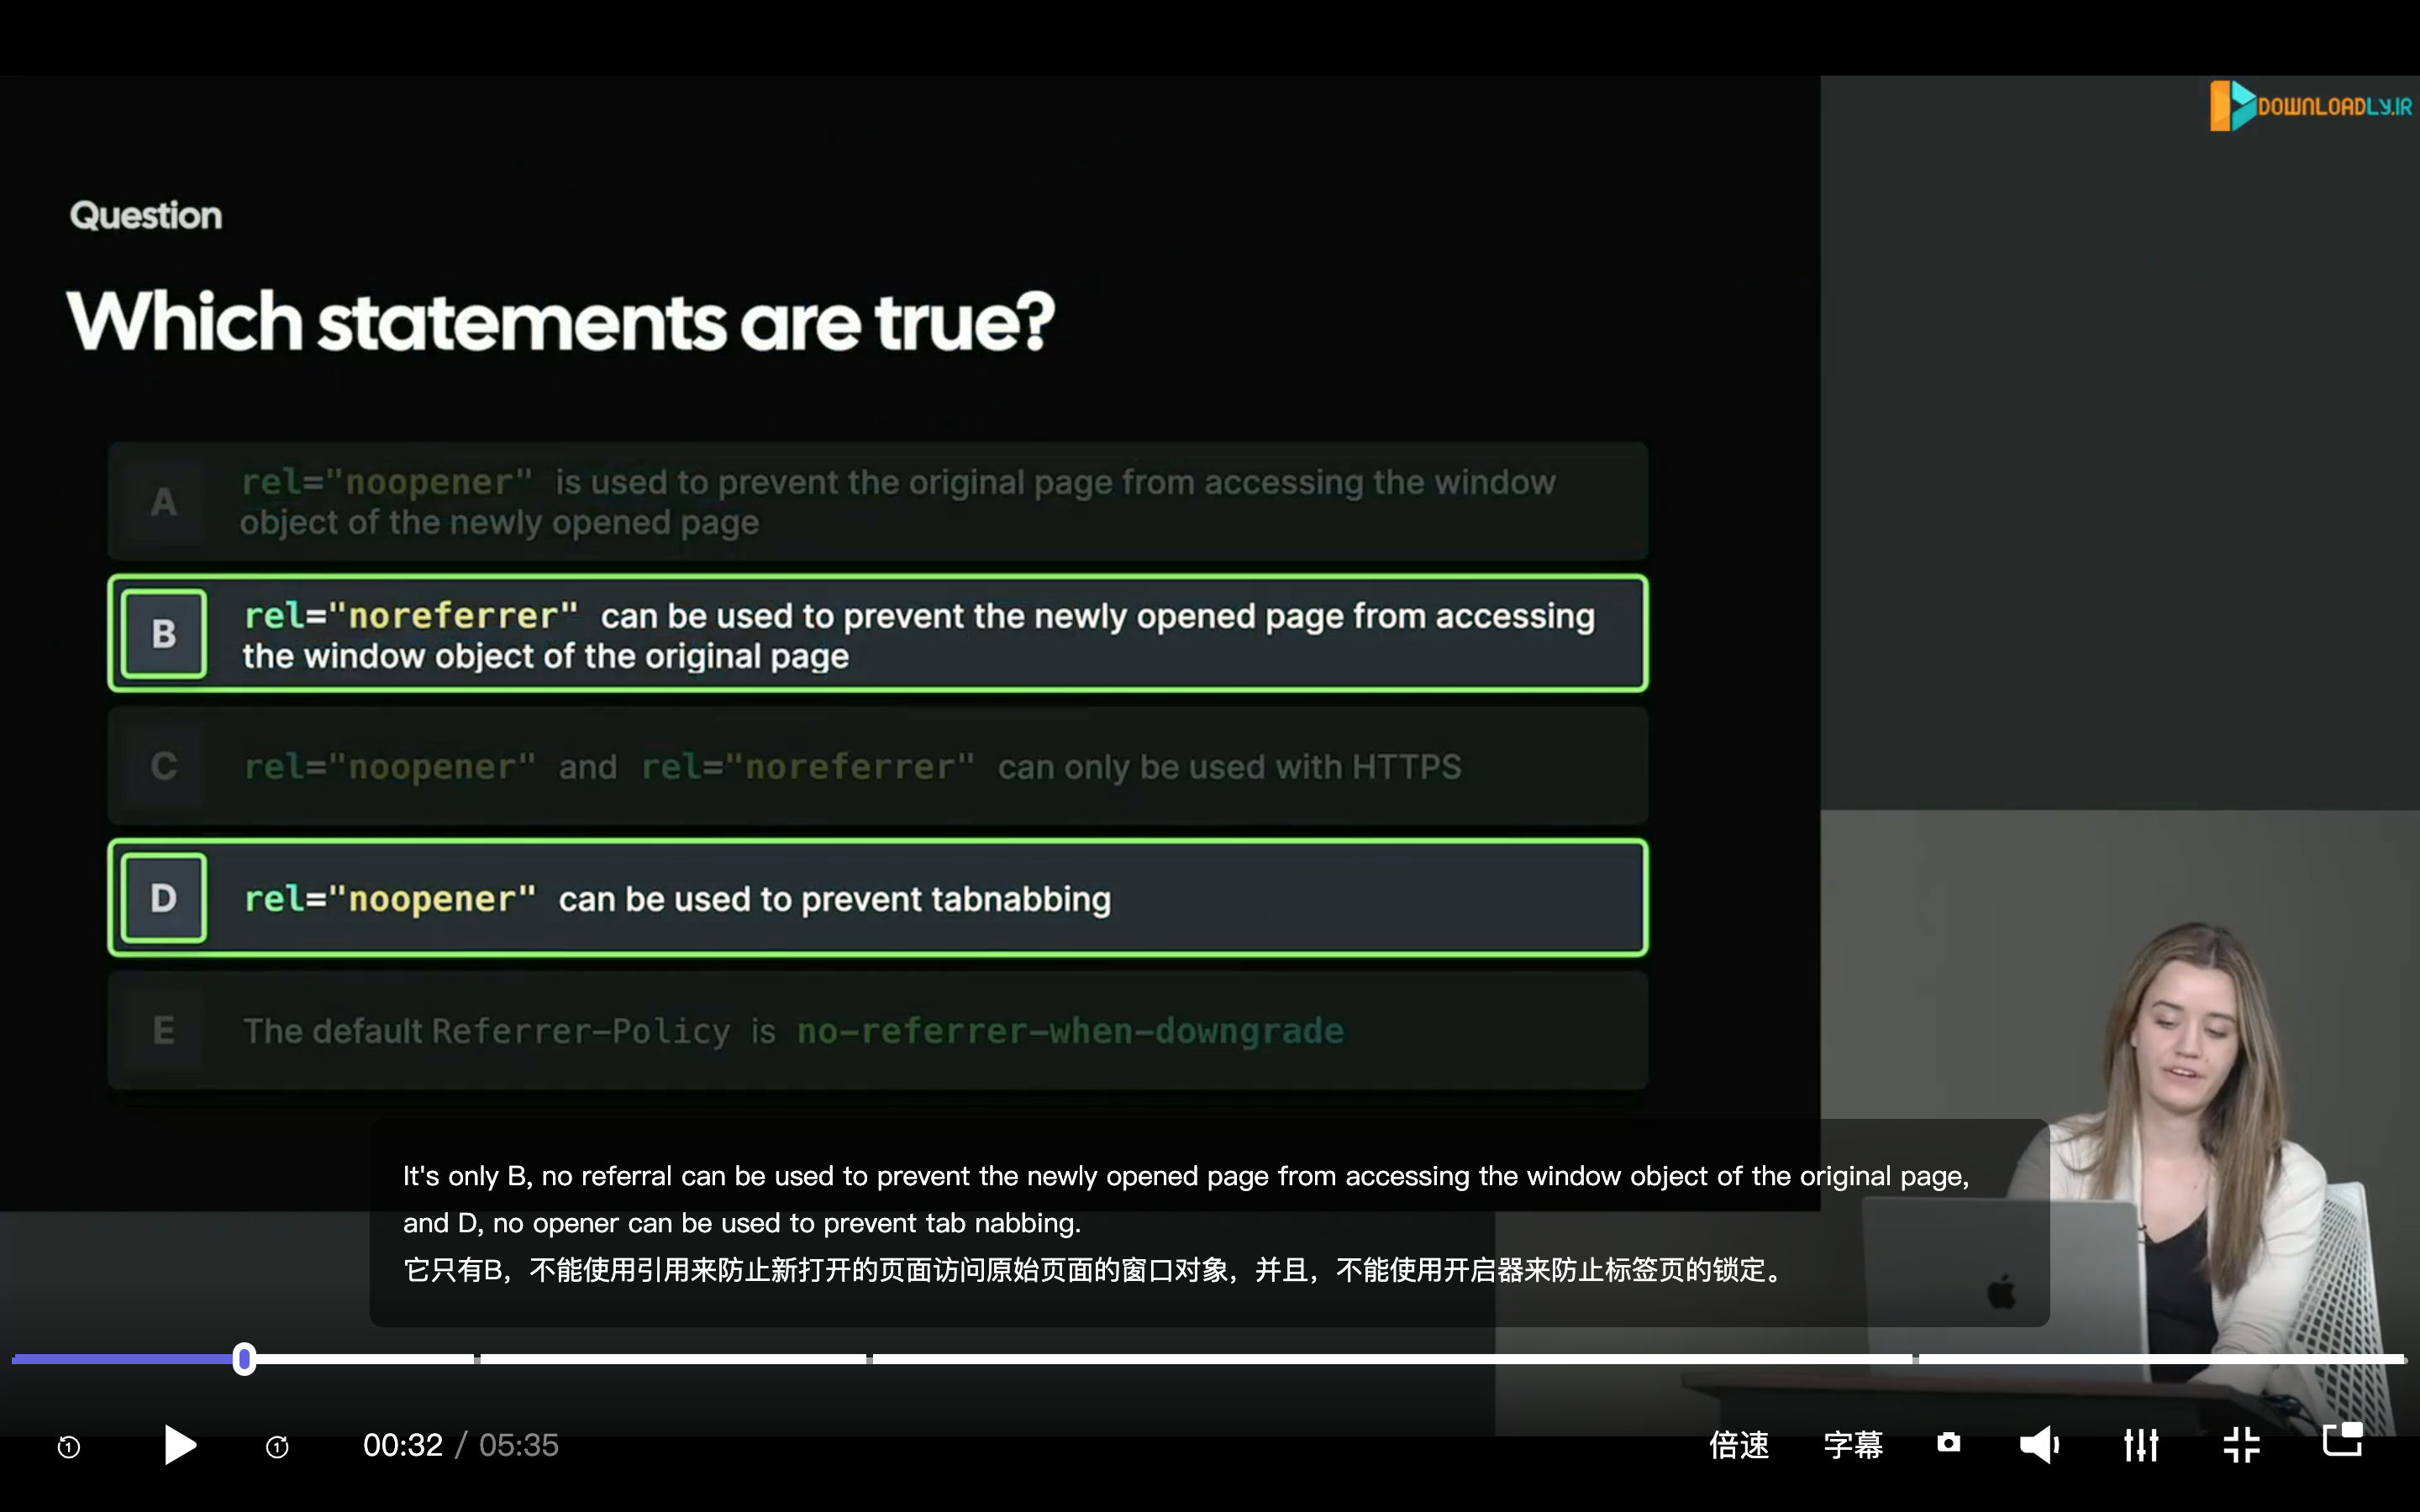 DOWNLOADLY.IR
Question
Which statements are true?
A
rel="noopener" is used to prevent the original page from accessing the window
object of the newly opened page
B
rel="noreferrer" can be used to prevent the newly opened page from accessing
the window object of the original page
C
rel="noopener" and rel="noreferrer" can only be used with HTTPS
D
rel="noopener" can be used to prevent tabnabbing
E
The default Referrer-Policy is no-referrer-when-downgrade
It's only B, no referral can be used to prevent the newly opened page from accessing the window object of the original page,
and D, no opener can be used to prevent tab nabbing.
它只有B，不能使用引用来防止新打开的页面访问原始页面的窗口对象，并且，不能使用开启器来防止标签页的锁定。
1
1
00:32 / 05:35
倍速
字幕